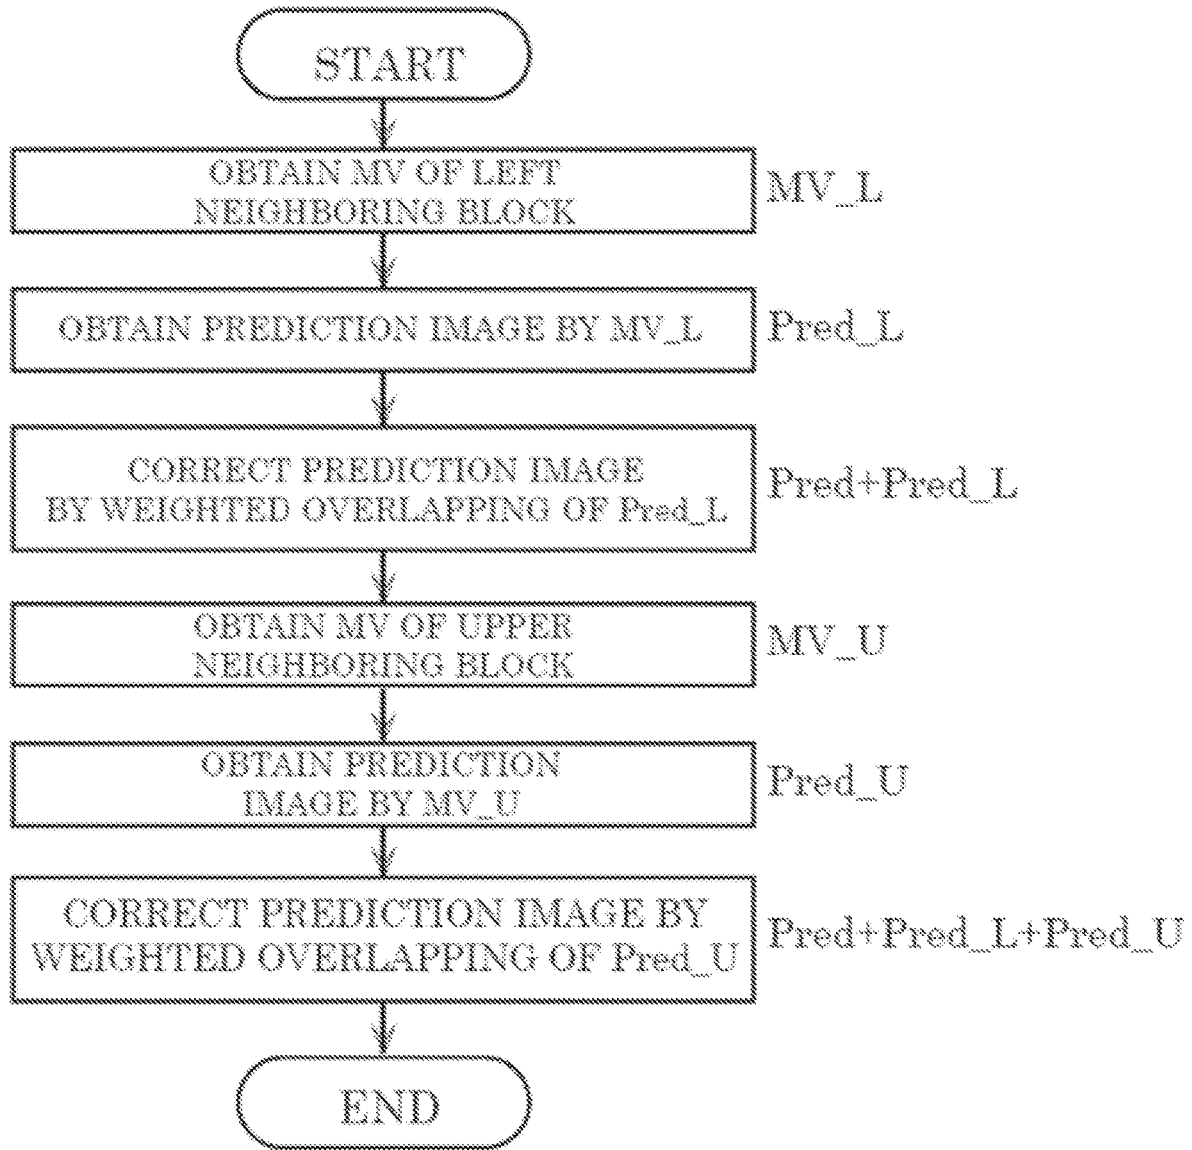 START
OBTAIN MV OF LEFT
NEIGHBORING BLOCK
MV_L
OBTAIN PREDICTION IMAGE BY MV_L
Pred_L
CORRECT PREDICTION IMAGE
BY WEIGHTED OVERLAPPING OF Pred_L
Pred+Pred_L
OBTAIN MV OF UPPER
NEIGHBORING BLOCK
MV_U
OBTAIN PREDICTION
IMAGE BY MV_U
Pred_U
CORRECT PREDICTION IMAGE BY
WEIGHTED OVERLAPPING OF Pred_U
Pred+Pred_L+Pred_U
END